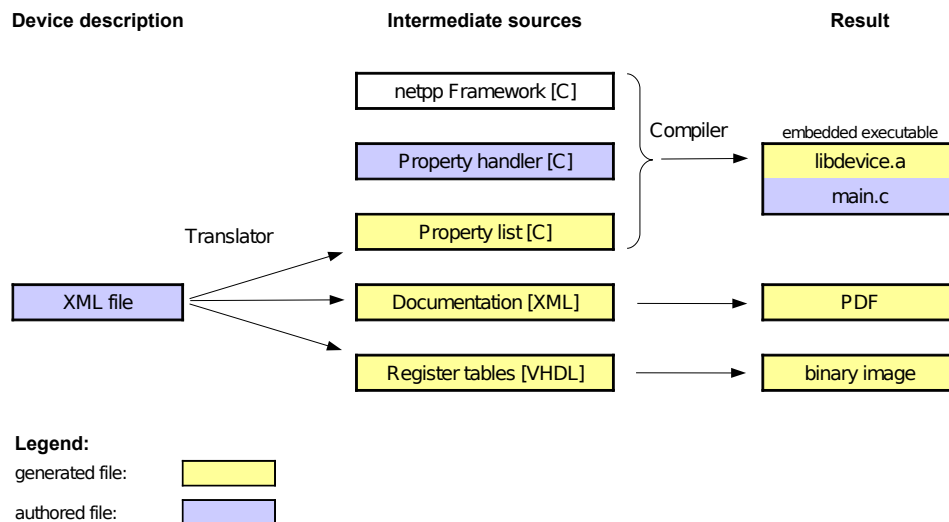 Device description
Intermediate sources
Result
netpp Framework [C]
Compiler
embedded executable
Property handler [C]
libdevice.a
main.c
Translator
Property list [C]
XML file
Documentation [XML]
PDF
Register tables [VHDL]
binary image
Legend:
generated file:
authored file: